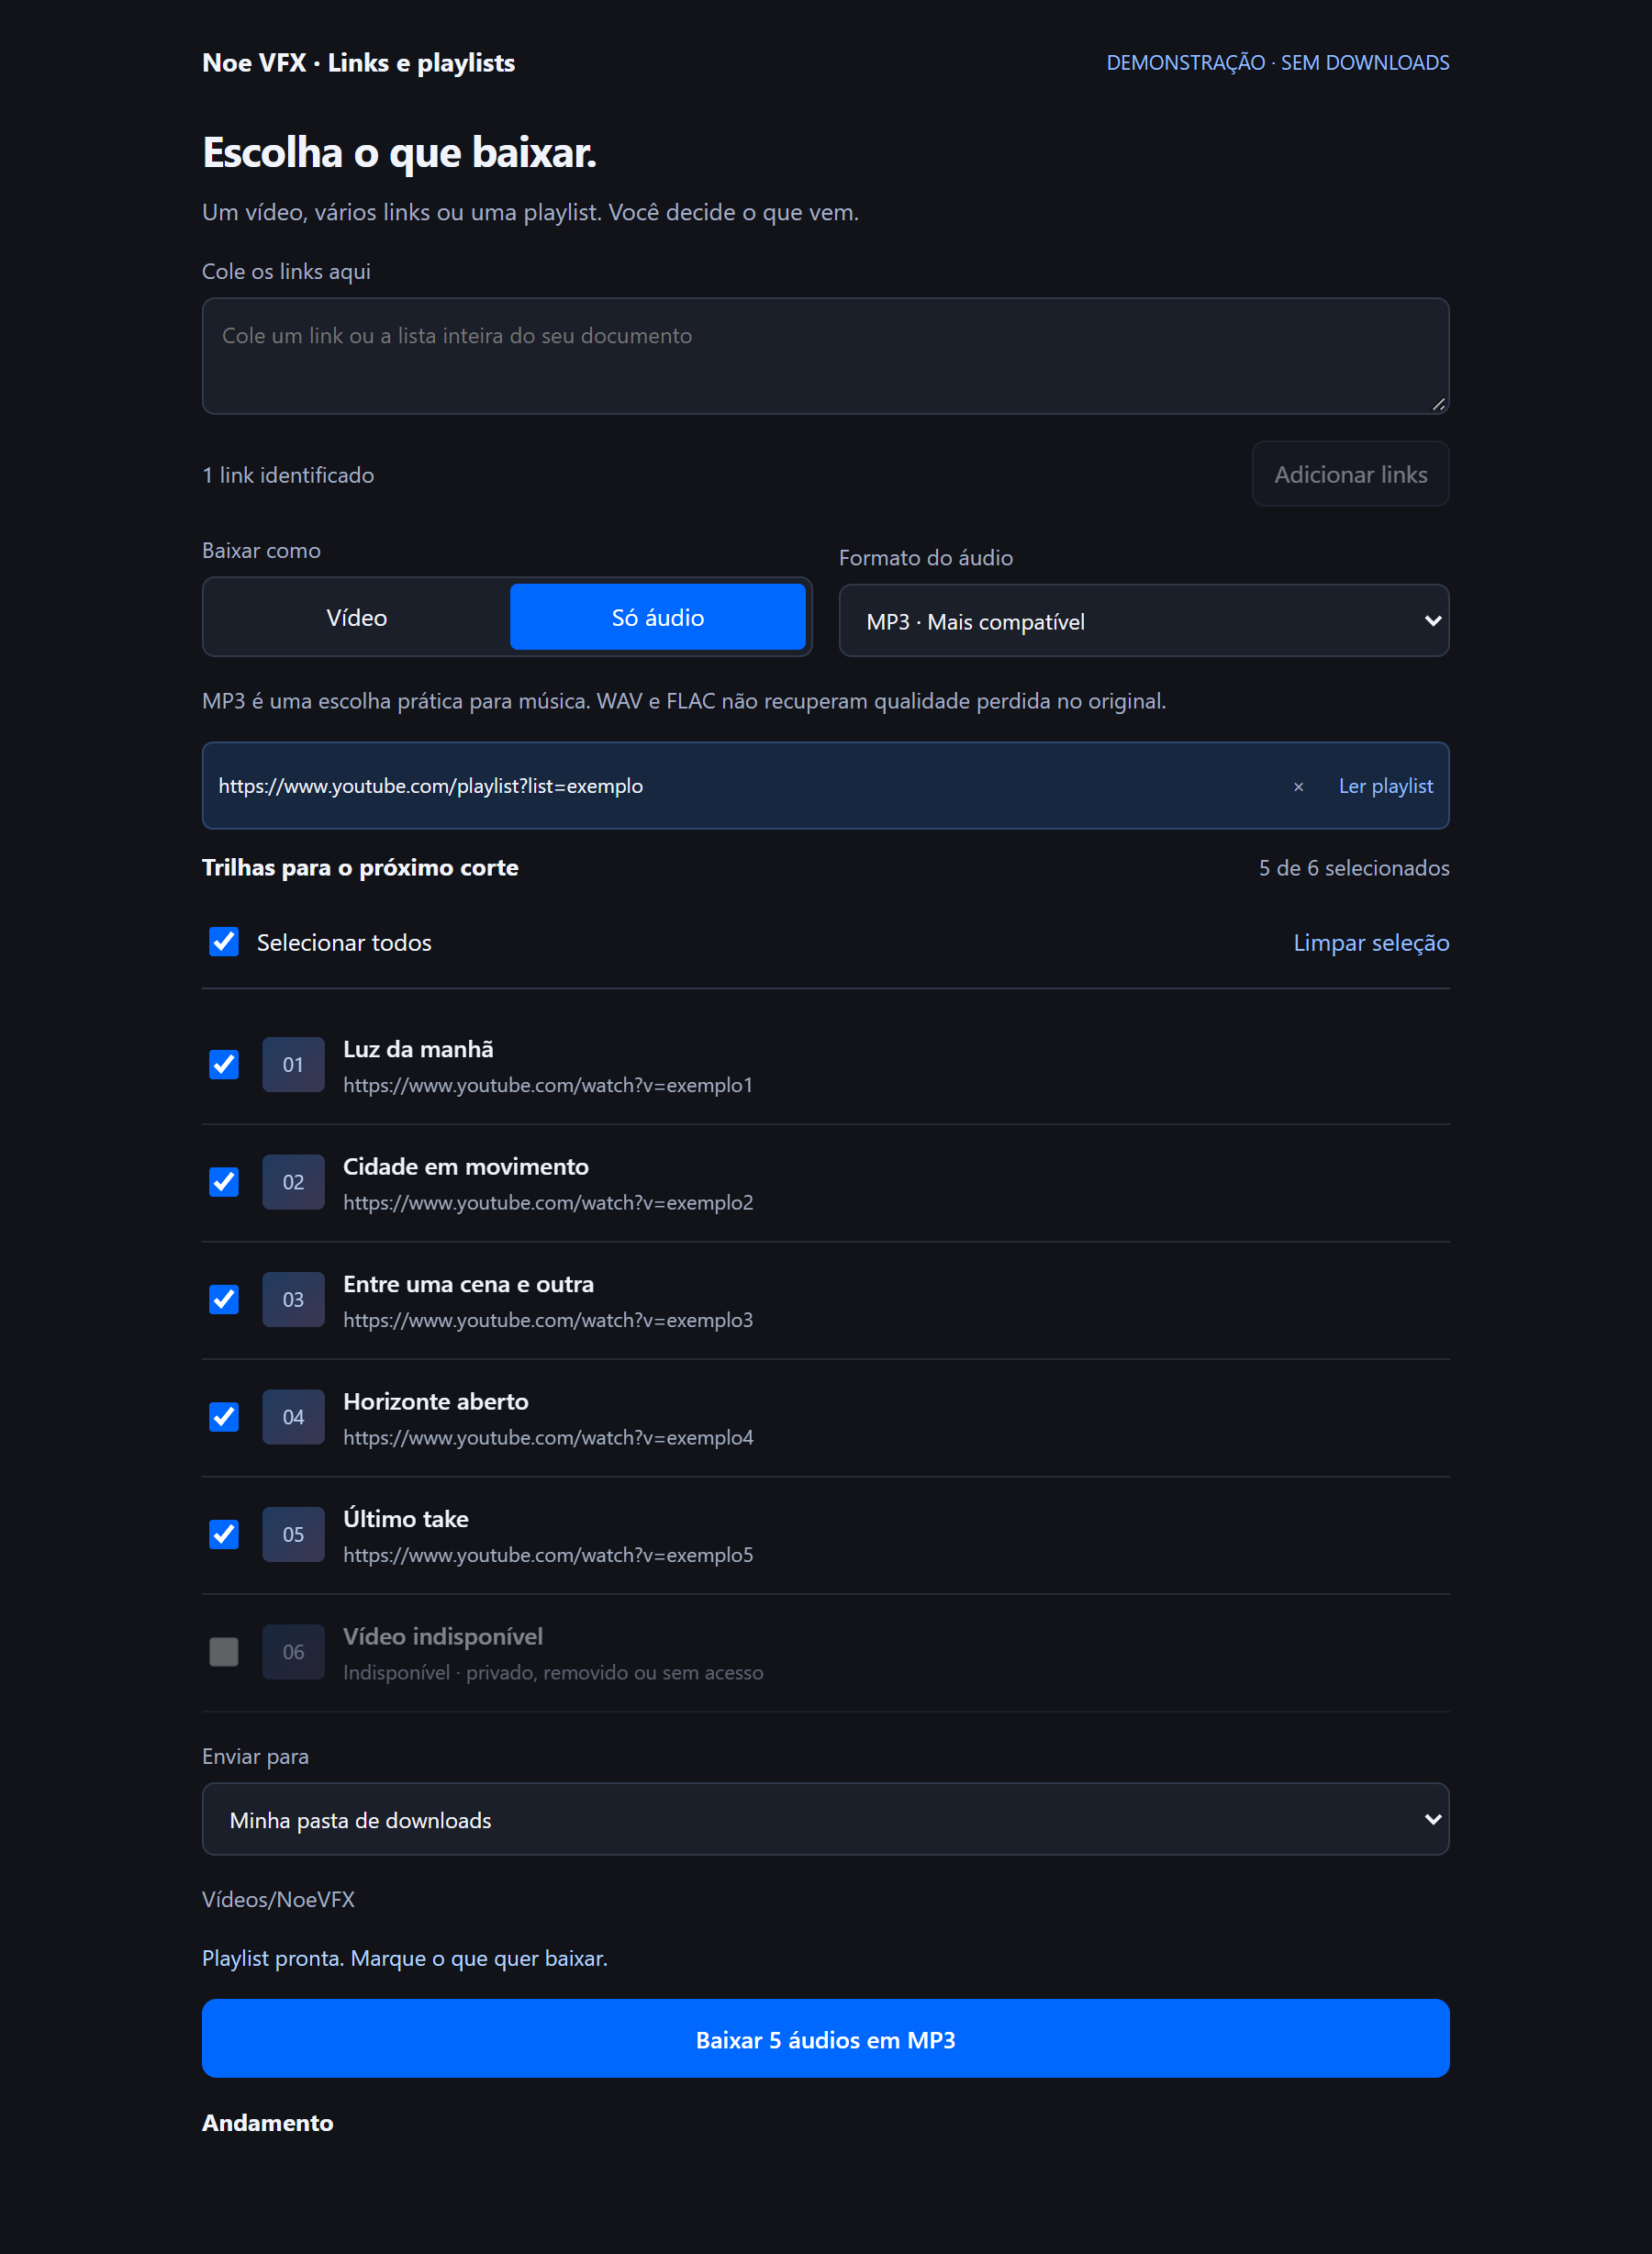 Noe VFX · Links e playlists
DEMONSTRAÇÃO · SEM DOWNLOADS
Escolha o que baixar.
Um vídeo, vários links ou uma playlist. Você decide o que vem.
Cole os links aqui
Cole um link ou a lista inteira do seu documento
1 link identificado
Adicionar links
Baixar como
Formato do áudio
Vídeo
Só áudio
MP3 · Mais compatível
MP3 é uma escolha prática para música. WAV e FLAC não recuperam qualidade perdida no original.
https://www.youtube.com/playlist?list=exemplo
×
Ler playlist
Trilhas para o próximo corte
5 de 6 selecionados
Selecionar todos
Limpar seleção
01
Luz da manhã
https://www.youtube.com/watch?v=exemplo1
02
Cidade em movimento
https://www.youtube.com/watch?v=exemplo2
03
Entre uma cena e outra
https://www.youtube.com/watch?v=exemplo3
04
Horizonte aberto
https://www.youtube.com/watch?v=exemplo4
05
Último take
https://www.youtube.com/watch?v=exemplo5
06
Vídeo indisponível
Indisponível · privado, removido ou sem acesso
Enviar para
Minha pasta de downloads
Vídeos/NoeVFX
Playlist pronta. Marque o que quer baixar.
Baixar 5 áudios em MP3
Andamento